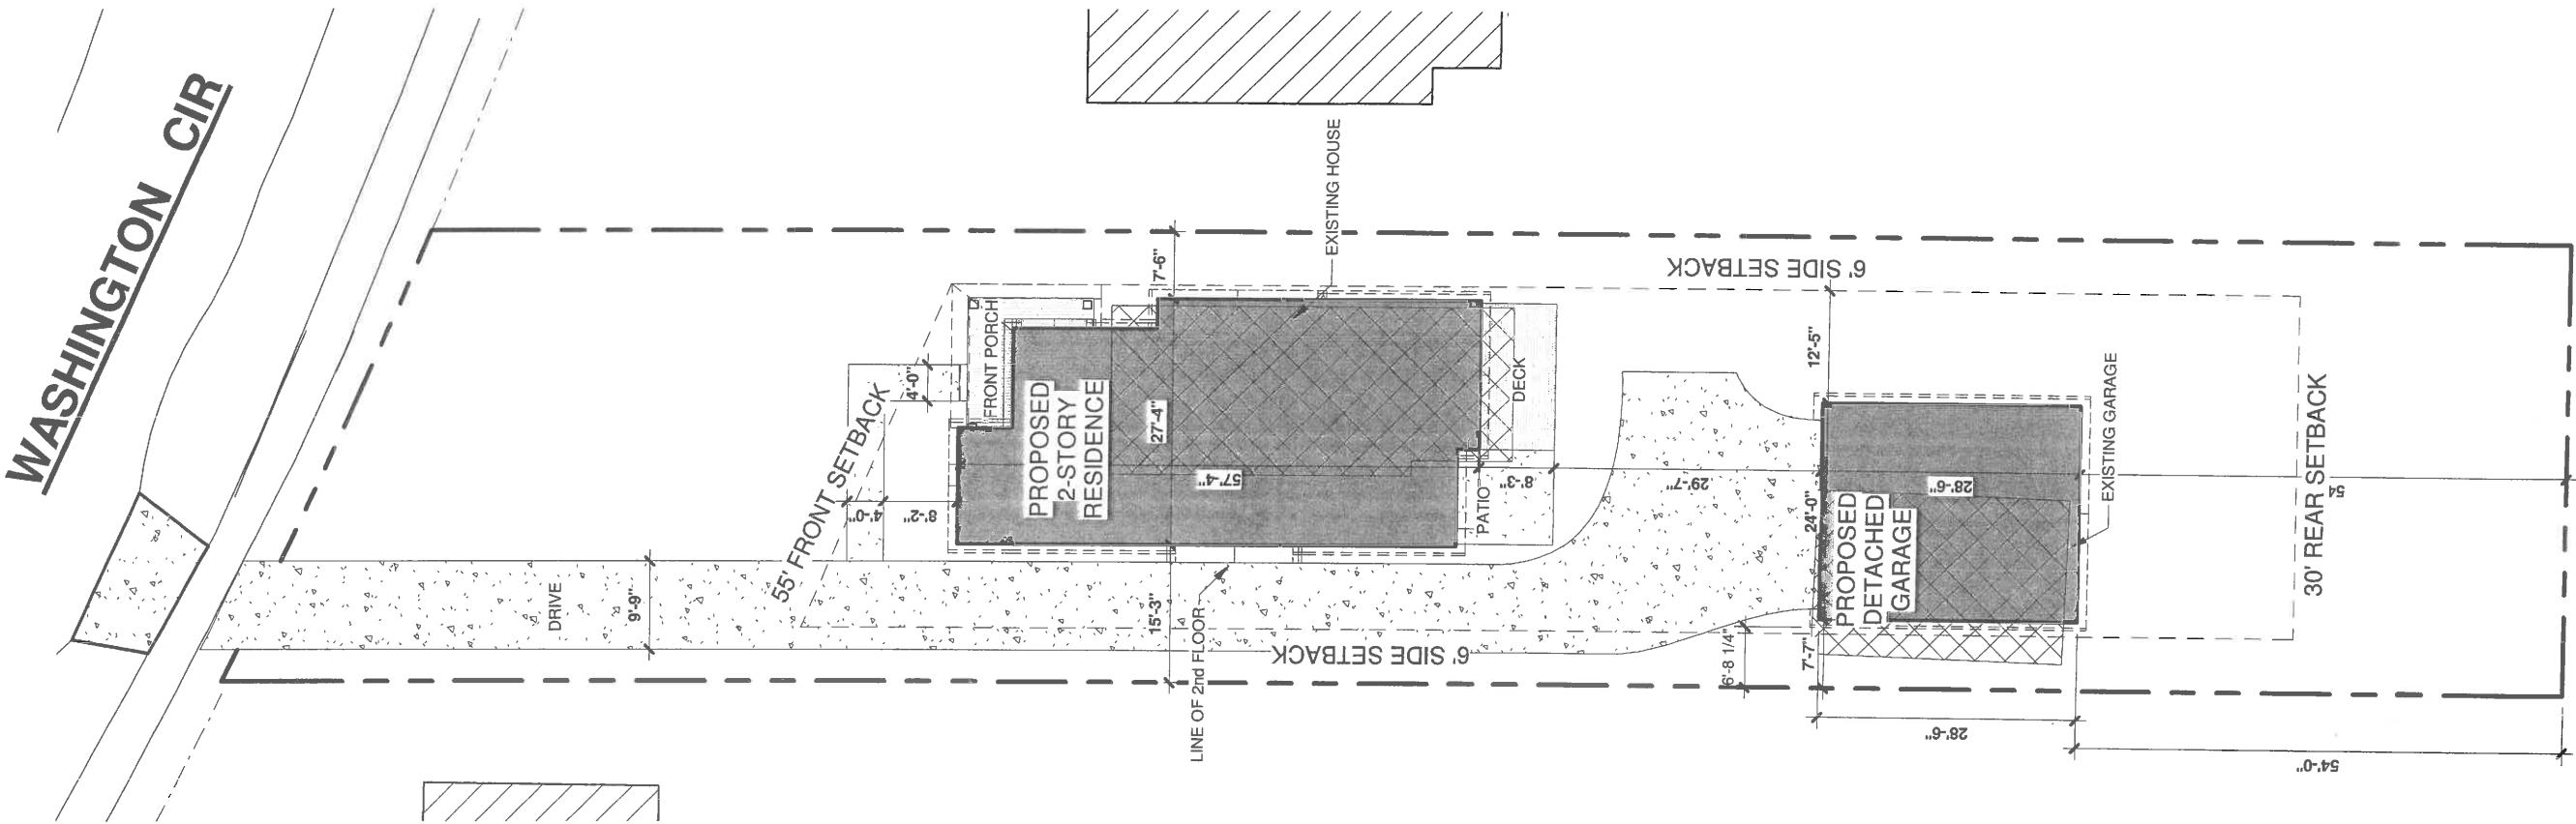 WASHINGTON CIR
DRIVE
9'-9"
55' FRONT SETBACK
4'-0"
8'-2"
4'-0"
FRONT PORCH
PROPOSED
2-STORY
RESIDENCE
7'-6"
27'-4"
15'-3"
57'-4"
LINE OF 2nd FLOOR
EXISTING HOUSE
6' SIDE SETBACK
PATIO
DECK
8'-3"
29'-7"
6' SIDE SETBACK
12'-5"
24'-0"
7'-7"
6'-8 1/4"
PROPOSED
DETACHED
GARAGE
28'-6"
28'-6"
EXISTING GARAGE
30' REAR SETBACK
54
54'-0"